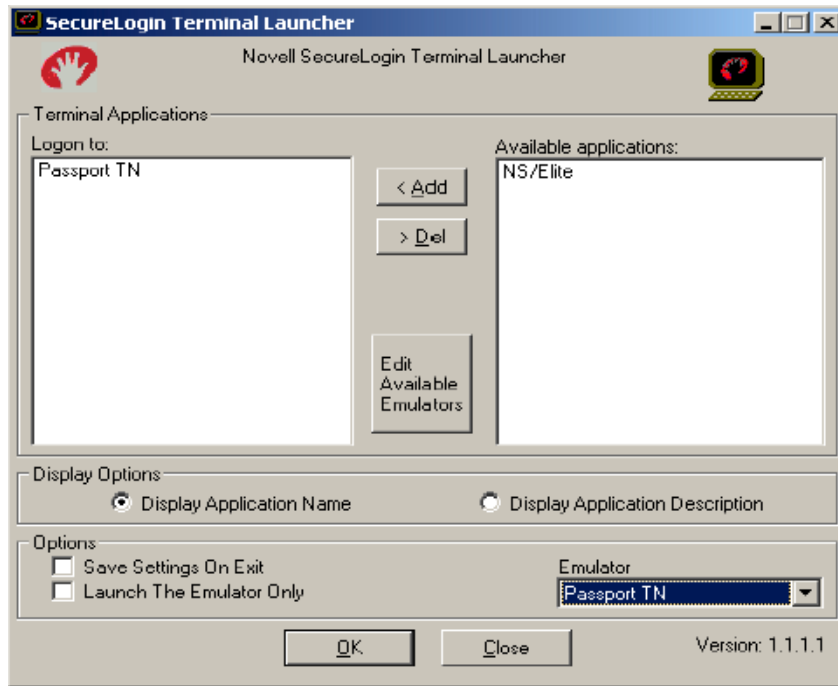 SecureLogin Terminal Launcher
Novell SecureLogin Terminal Launcher
Terminal Applications
Logon to:
Passport TN
< Add
> Del
Edit
Available
Emulators
Available applications:
NS/Elite
Display Options
Display Application Name
Display Application Description
Options
Save Settings On Exit
Launch The Emulator Only
Emulator
Passport TN
OK
Close
Version: 1.1.1.1